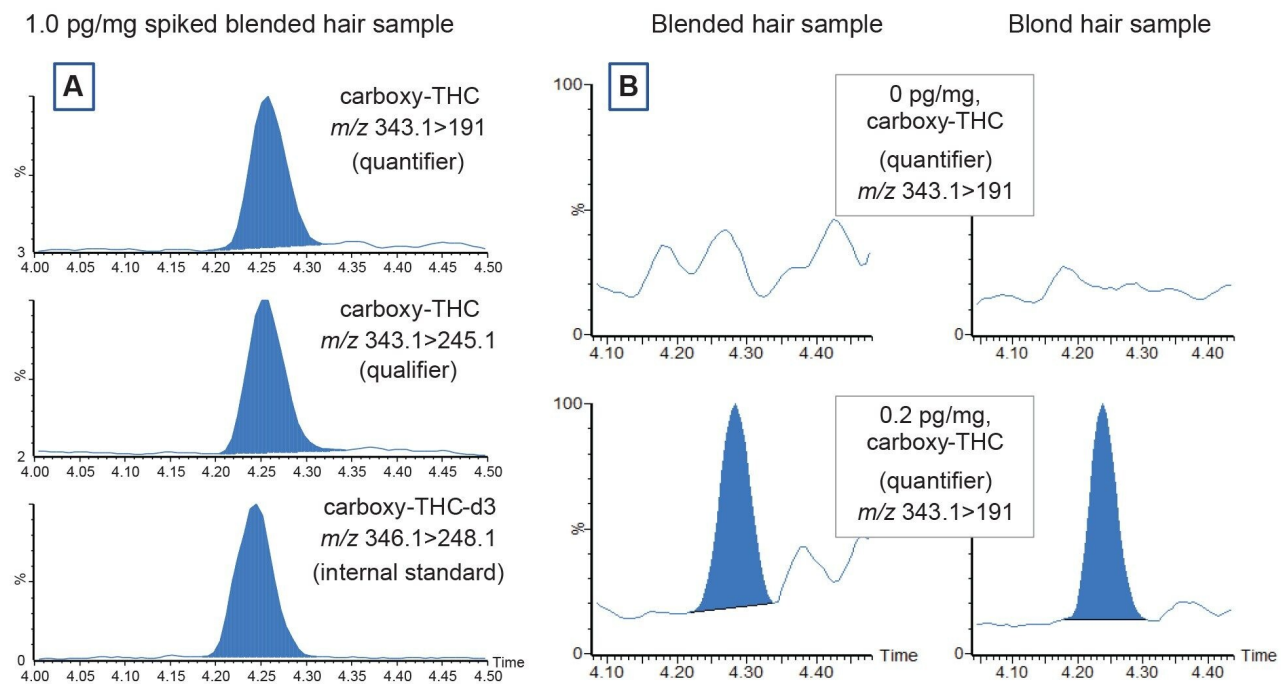 1.0 pg/mg spiked blended hair sample
A
carboxy-THC
m/z 343.1>191
(quantifier)
%
3
4.00 4.05 4.10 4.15 4.20 4.25 4.30 4.35 4.40 4.45 4.50
carboxy-THC
m/z 343.1>245.1
(qualifier)
%
2
4.00 4.05 4.10 4.15 4.20 4.25 4.30 4.35 4.40 4.45 4.50
carboxy-THC-d3
m/z 346.1>248.1
(internal standard)
%
0
4.00 4.05 4.10 4.15 4.20 4.25 4.30 4.35 4.40 4.45 4.50 Time
Blended hair sample Blond hair sample
B
100
%
0
4.10 4.20 4.30 4.40
0 pg/mg,
carboxy-THC
(quantifier)
m/z 343.1>191
0
4.10 4.20 4.30 4.40
100
%
0
4.10 4.20 4.30 4.40 Time
0.2 pg/mg,
carboxy-THC
(quantifier)
m/z 343.1>191
0
4.10 4.20 4.30 4.40 Time